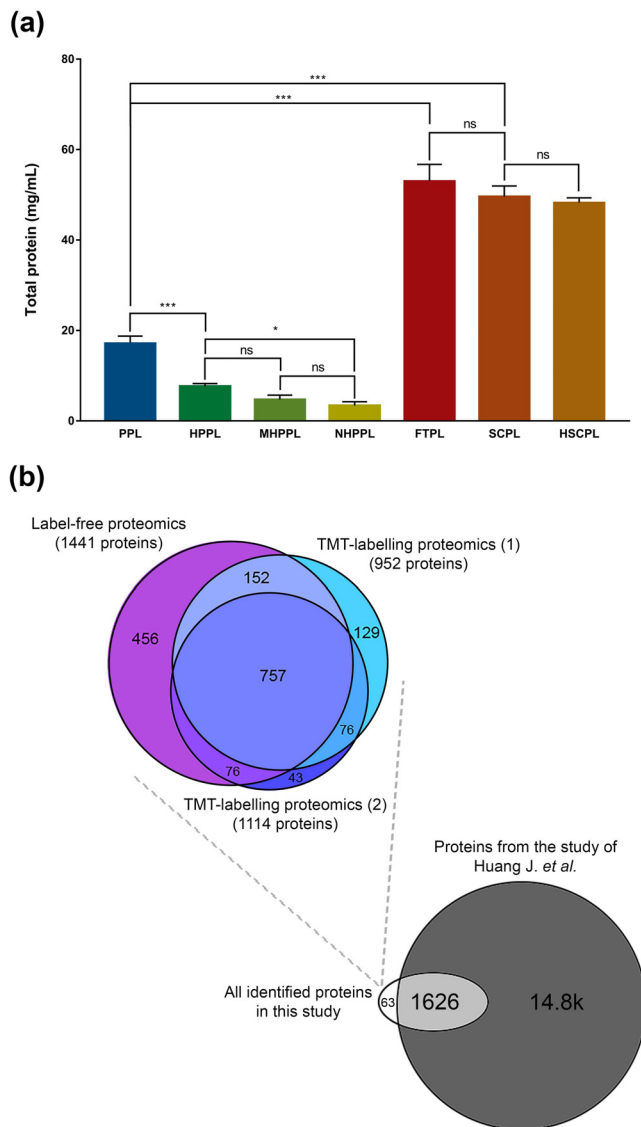 (a)
80
60
40
20
0
Total protein (mg/mL)
***
***
ns
ns
***
*
ns
ns
PPL HPPL MHPPL NHPPL FTPL SCPL HSCPL
(b)
Label-free proteomics
(1441 proteins)
TMT-labelling proteomics (1)
(952 proteins)
152
456
129
757
76
76
43
TMT-labelling proteomics (2)
(1114 proteins)
Proteins from the study of
Huang J. et al.
All identified proteins
in this study
63
1626
14.8k